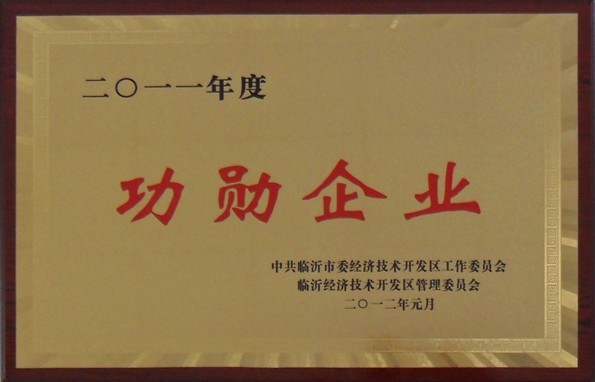 二〇一一年度
功勋企业
中共临沂市委经济技术开发区工作委员会
临沂经济技术开发区管理委员会
二〇一二年元月